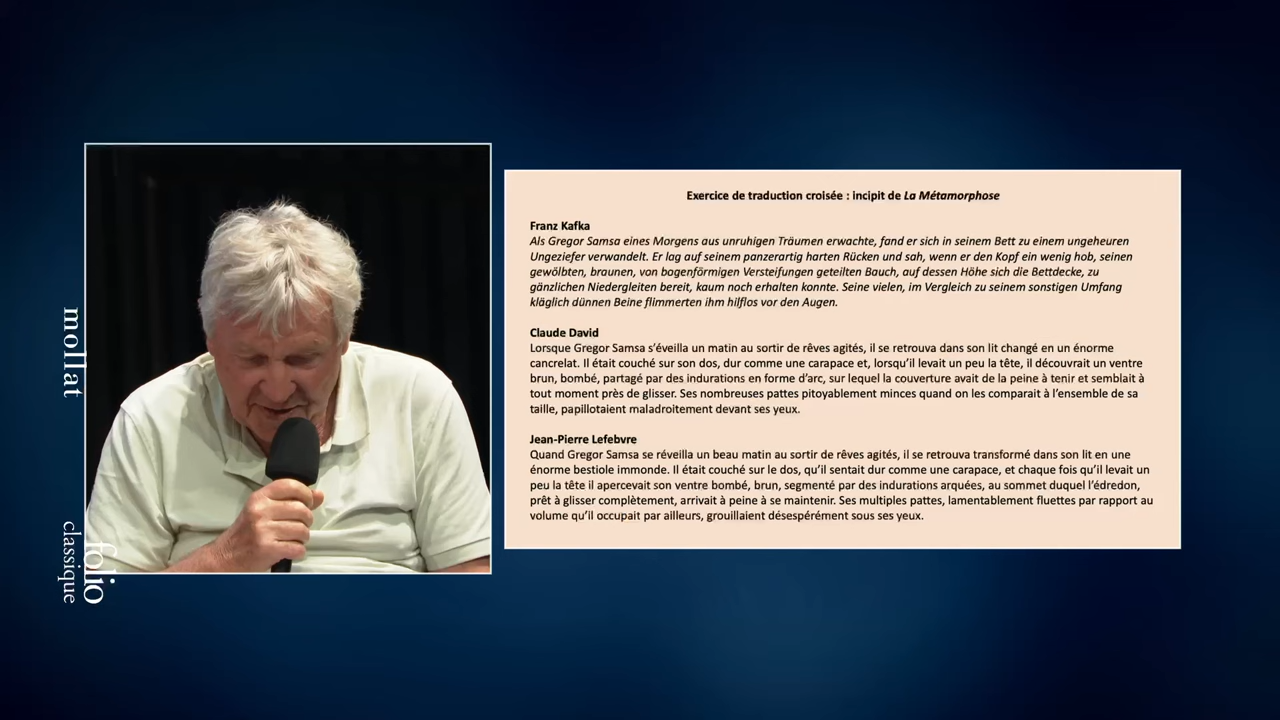 mollat
folio
classique
Exercice de traduction croisée : incipit de La Métamorphose
Franz Kafka
Als Gregor Samsa eines Morgens aus unruhigen Träumen erwachte, fand er sich in seinem Bett zu einem ungeheuren
Ungeziefer verwandelt. Er lag auf seinem panzerartig harten Rücken und sah, wenn er den Kopf ein wenig hob, seinen
gewölbten, braunen, von bogenförmigen Versteifungen geteilten Bauch, auf dessen Höhe sich die Bettdecke, zu
gänzlichen Niedergleiten bereit, kaum noch erhalten konnte. Seine vielen, im Vergleich zu seinem sonstigen Umfang
kläglich dünnen Beine flimmerten ihm hilflos vor den Augen.
Claude David
Lorsque Gregor Samsa s'éveilla un matin au sortir de rêves agités, il se retrouva dans son lit changé en un énorme
cancrelat. Il était couché sur son dos, dur comme une carapace et, lorsqu'il levait un peu la tête, il découvrait un ventre
brun, bombé, partagé par des indurations en forme d'arc, sur lequel la couverture avait de la peine à tenir et semblait à
tout moment près de glisser. Ses nombreuses pattes pitoyablement minces quand on les comparait à l'ensemble de sa
taille, papillotaient maladroitement devant ses yeux.
Jean-Pierre Lefebvre
Quand Gregor Samsa se réveilla un beau matin au sortir de rêves agités, il se retrouva transformé dans son lit en une
énorme bestiole immonde. Il était couché sur le dos, qu'il sentait dur comme une carapace, et chaque fois qu'il levait un
peu la tête il apercevait son ventre bombé, brun, segmenté par des indurations arquées, au sommet duquel l'édredon,
prêt à glisser complètement, arrivait à peine à se maintenir. Ses multiples pattes, lamentablement fluettes par rapport au
volume qu'il occupait par ailleurs, grouillaient désespérément sous ses yeux.